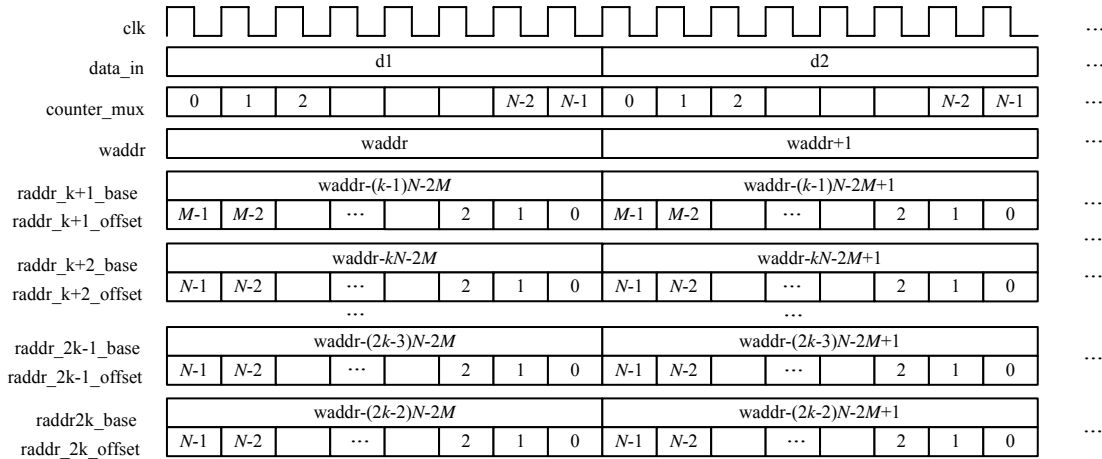 clk …
data_in d1 d2 …
counter_mux 0 1 2 N-2 N-1 0 1 2 N-2 N-1 …
waddr waddr waddr+1 …
raddr_k+1_base waddr-(k-1)N-2M waddr-(k-1)N-2M+1
…
raddr_k+1_offset M-1 M-2 … 2 1 0 M-1 M-2 … 2 1 0
…
raddr_k+2_base waddr-kN-2M waddr-kN-2M+1
…
raddr_k+2_offset N-1 N-2 … 2 1 0 N-1 N-2 … 2 1 0
… …
raddr_2k-1_base waddr-(2k-3)N-2M waddr-(2k-3)N-2M+1
…
raddr_2k-1_offset N-1 N-2 … 2 1 0 N-1 N-2 … 2 1 0
raddr2k_base waddr-(2k-2)N-2M waddr-(2k-2)N-2M+1
…
raddr_2k_offset N-1 N-2 … 2 1 0 N-1 N-2 … 2 1 0